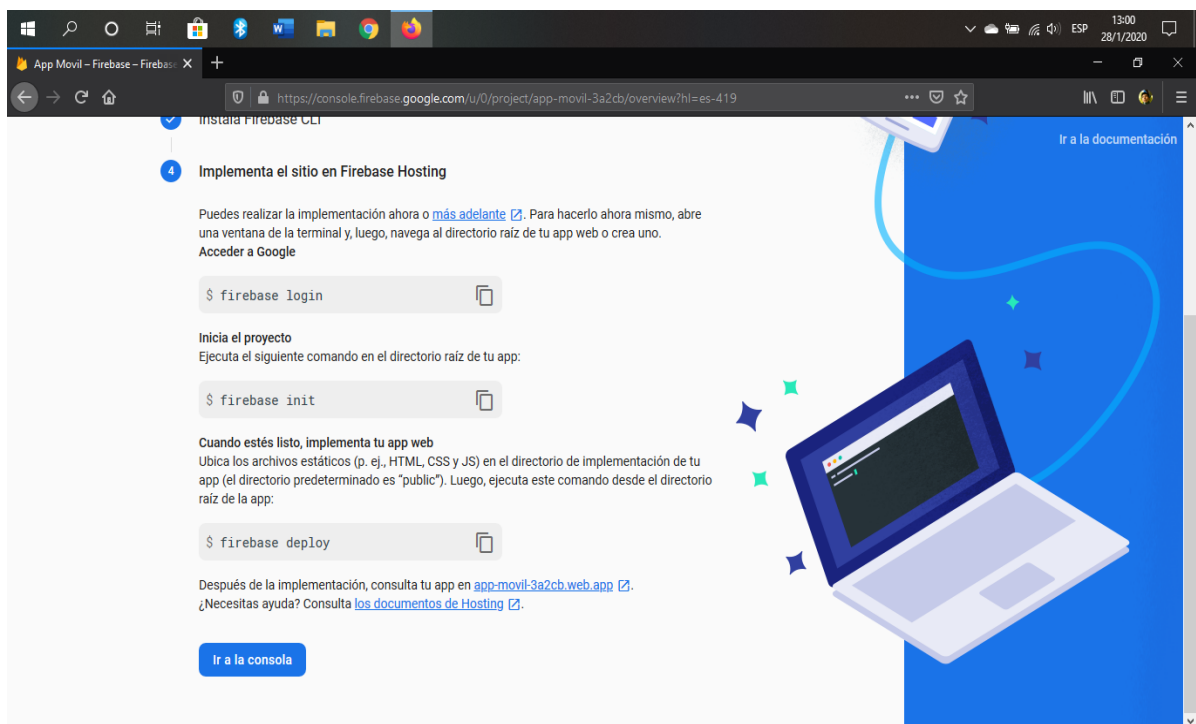 W
ESP
13:00
28/1/2020
App Movil – Firebase – Firebase
https://console.firebase.google.com/u/0/project/app-movil-3a2cb/overview?hl=es-419
Instala Firebase CLI
Ir a la documentación
4
Implementa el sitio en Firebase Hosting
Puedes realizar la implementación ahora o más adelante. Para hacerlo ahora mismo, abre
una ventana de la terminal y, luego, navega al directorio raíz de tu app web o crea uno.
Acceder a Google
$ firebase login
Inicia el proyecto
Ejecuta el siguiente comando en el directorio raíz de tu app:
$ firebase init
Cuando estés listo, implementa tu app web
Ubica los archivos estáticos (p. ej., HTML, CSS y JS) en el directorio de implementación de tu
app (el directorio predeterminado es “public”). Luego, ejecuta este comando desde el directorio
raíz de la app:
$ firebase deploy
Después de la implementación, consulta tu app en app-movil-3a2cb.web.app.
¿Necesitas ayuda? Consulta los documentos de Hosting.
Ir a la consola